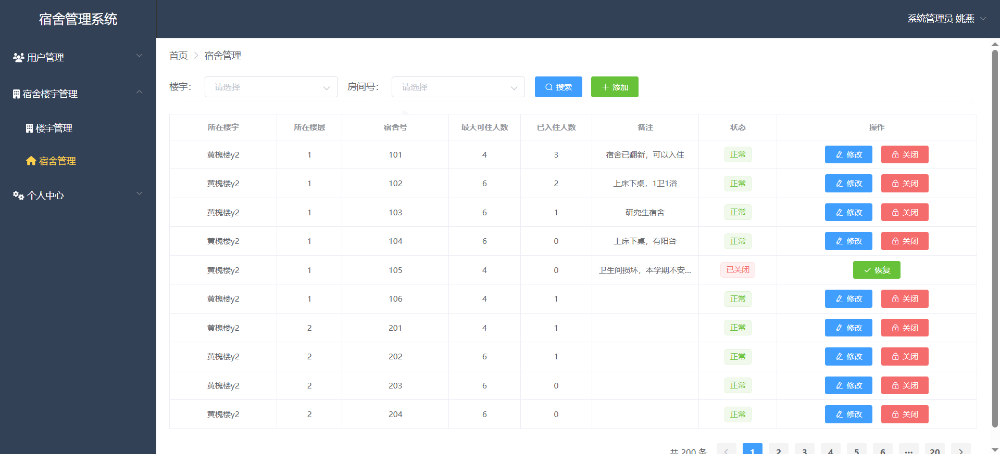 宿舍管理系统
系统管理员 姚燕
用户管理
宿舍楼宇管理
楼宇管理
宿舍管理
个人中心
首页 宿舍管理
楼宇： 请选择 房间号： 请选择 搜索 添加
所在楼宇 所在楼层 宿舍号 最大可住人数 已入住人数 备注 状态 操作
黄槐楼y2 1 101 4 3 宿舍已翻新，可以入住 正常 修改 关闭
黄槐楼y2 1 102 6 2 上床下桌，1卫1浴 正常 修改 关闭
黄槐楼y2 1 103 6 1 研究生宿舍 正常 修改 关闭
黄槐楼y2 1 104 6 0 上床下桌，有阳台 正常 修改 关闭
黄槐楼y2 1 105 4 0 卫生间损坏，本学期不安... 已关闭 恢复
黄槐楼y2 1 106 4 1 正常 修改 关闭
黄槐楼y2 2 201 4 1 正常 修改 关闭
黄槐楼y2 2 202 6 1 正常 修改 关闭
黄槐楼y2 2 203 6 0 正常 修改 关闭
黄槐楼y2 2 204 6 0 正常 修改 关闭
共 200 条 1 2 3 4 5 6 ... 20